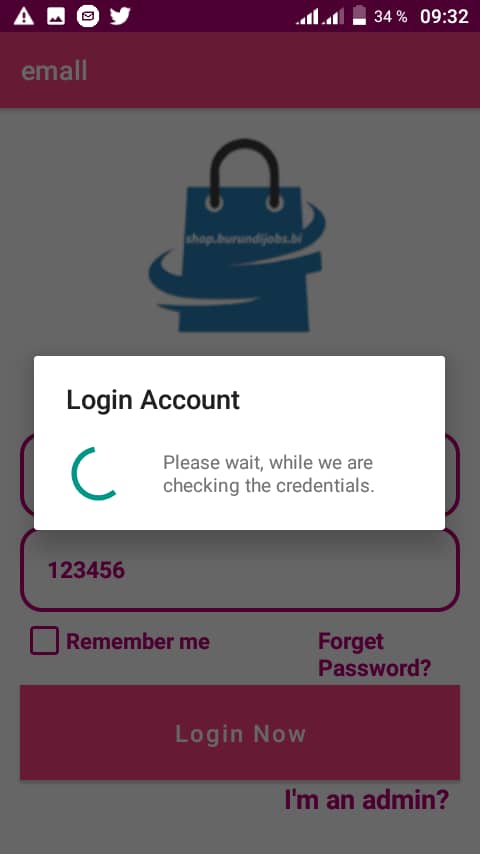 34 % 09:32
emall
shop.burundijobs.bi
Login Account
Please wait, while we are
checking the credentials.
123456
Remember me
Forget
Password?
Login Now
I'm an admin?